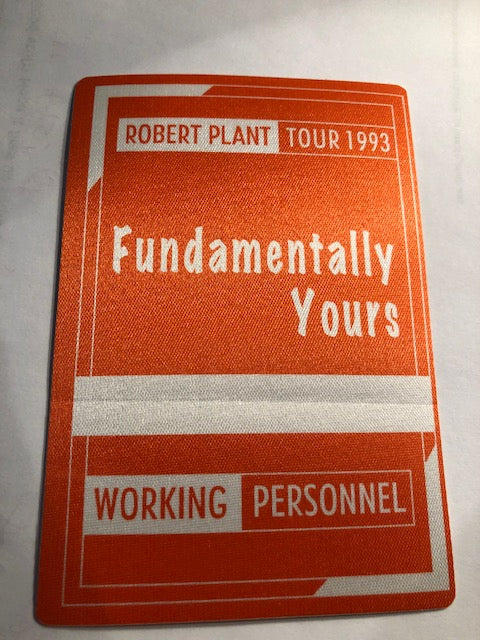 ROBERT PLANT TOUR 1993
Fundamentally
Yours
WORKING PERSONNEL